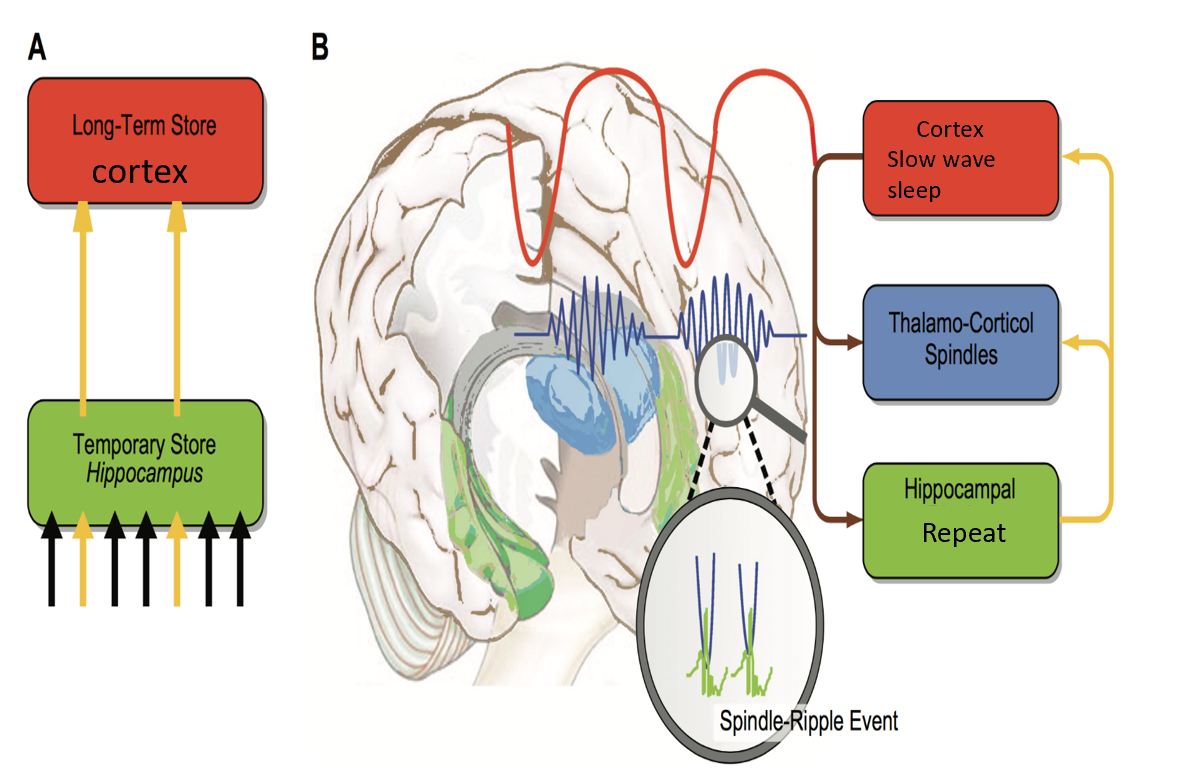 A
Long-Term Store
cortex
Temporary Store
Hippocampus
B
Cortex
Slow wave
sleep
Thalamo-Corticol
Spindles
Hippocampal
Repeat
Spindle-Ripple Event